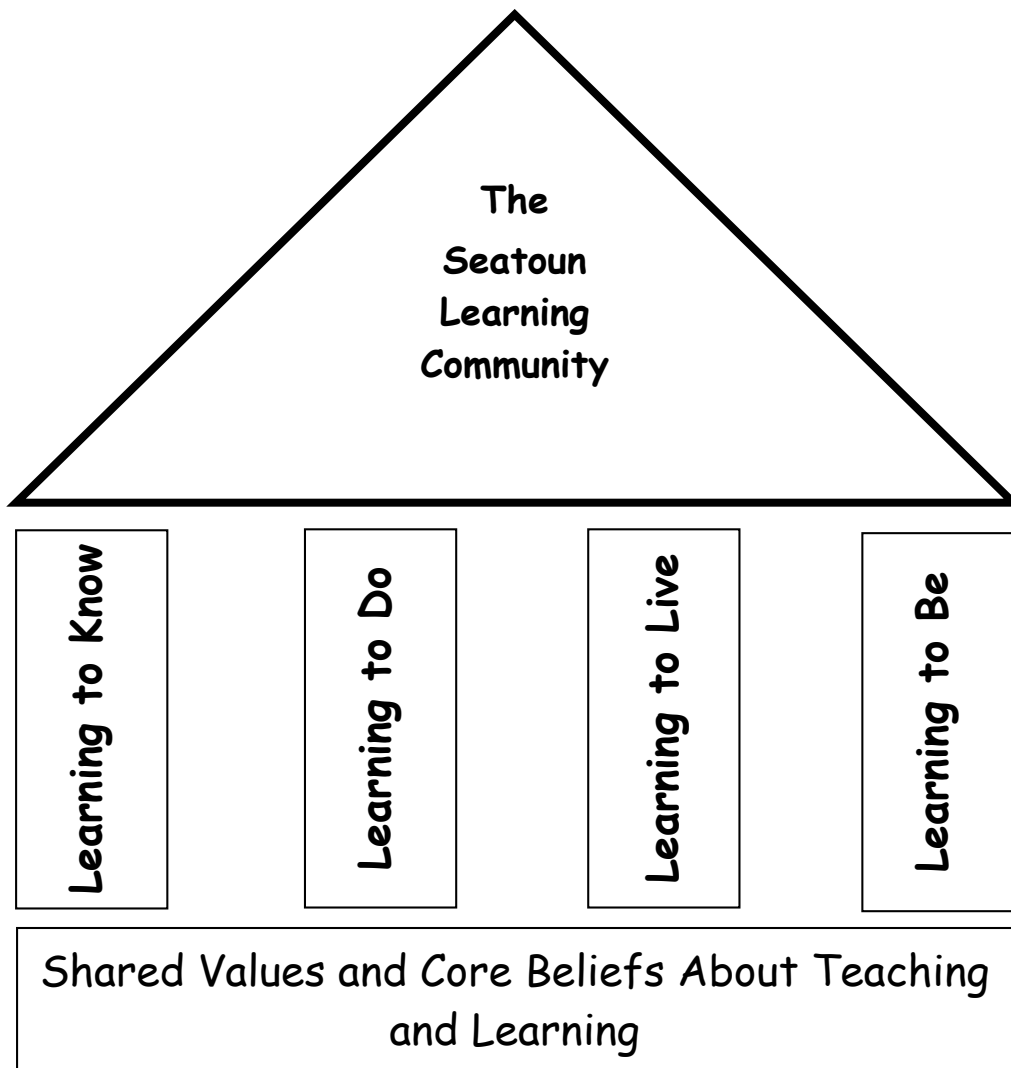 The
Seatoun
Learning
Community
Learning to Know
Learning to Do
Learning to Live
Learning to Be
Shared Values and Core Beliefs About Teaching
and Learning